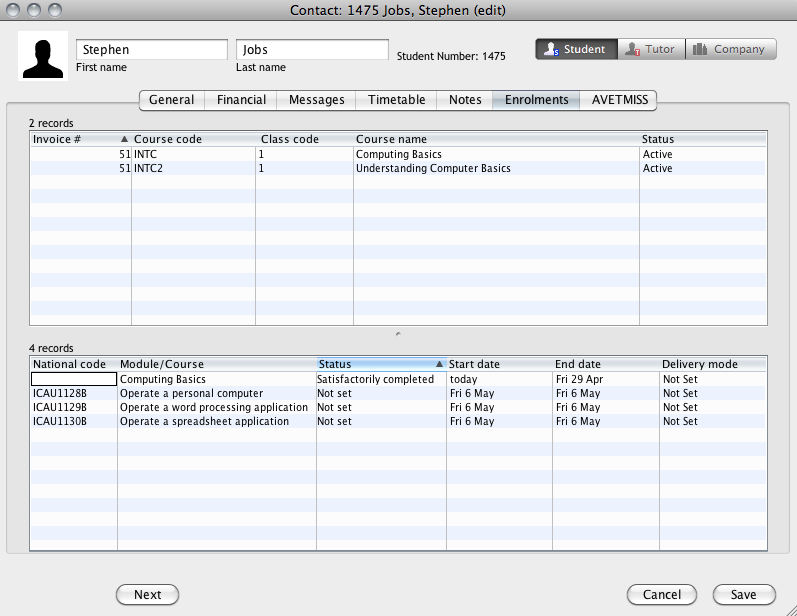 Contact: 1475 Jobs, Stephen (edit)
Stephen Jobs Student Number: 1475 Student Tutor Company
First name Last name
General Financial Messages Timetable Notes Enrolments AVETMISS
2 records
Invoice # Course code Class code Course name Status
51 INTC 1 Computing Basics Active
51 INTC2 1 Understanding Computer Basics Active
4 records
National code Module/Course Status Start date End date Delivery mode
Computing Basics Satisfactorily completed today Fri 29 Apr Not Set
ICAU1128B Operate a personal computer Not set Fri 6 May Fri 6 May Not Set
ICAU1129B Operate a word processing application Not set Fri 6 May Fri 6 May Not Set
ICAU1130B Operate a spreadsheet application Not set Fri 6 May Fri 6 May Not Set
Next Cancel Save